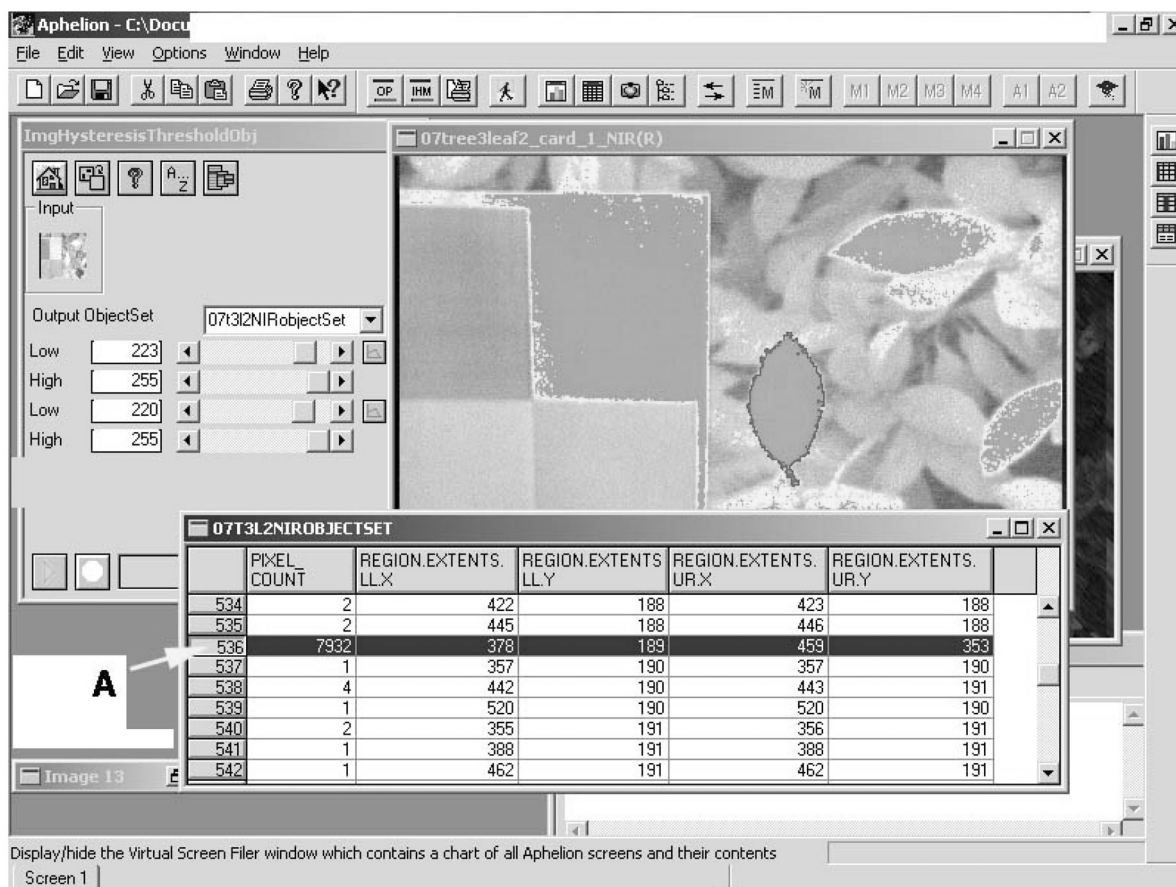 Aphelion - C:\Docu
File Edit View Options Window Help
OP IHM M M M1 M2 M3 M4 A1 A2
ImgHysteresisThresholdObj
A...Z
Input
Output ObjectSet 07t3l2NIRobjectSet
Low 223
High 255
Low 220
High 255
07tree3leaf2_card_1_NIR(R)
07T3L2NIROBJECTSET
PIXEL_COUNT REGION.EXTENTS.LL.X REGION.EXTENTS LL.Y REGION.EXTENTS.UR.X REGION.EXTENTS.UR.Y
534 2 422 188 423 188
535 2 445 188 446 188
536 7932 378 189 459 353
537 1 357 190 357 190
538 4 442 190 443 191
539 1 520 190 520 190
540 2 355 191 356 191
541 1 388 191 388 191
542 1 462 191 462 191
A
Image 13
Display/hide the Virtual Screen Filer window which contains a chart of all Aphelion screens and their contents
Screen 1